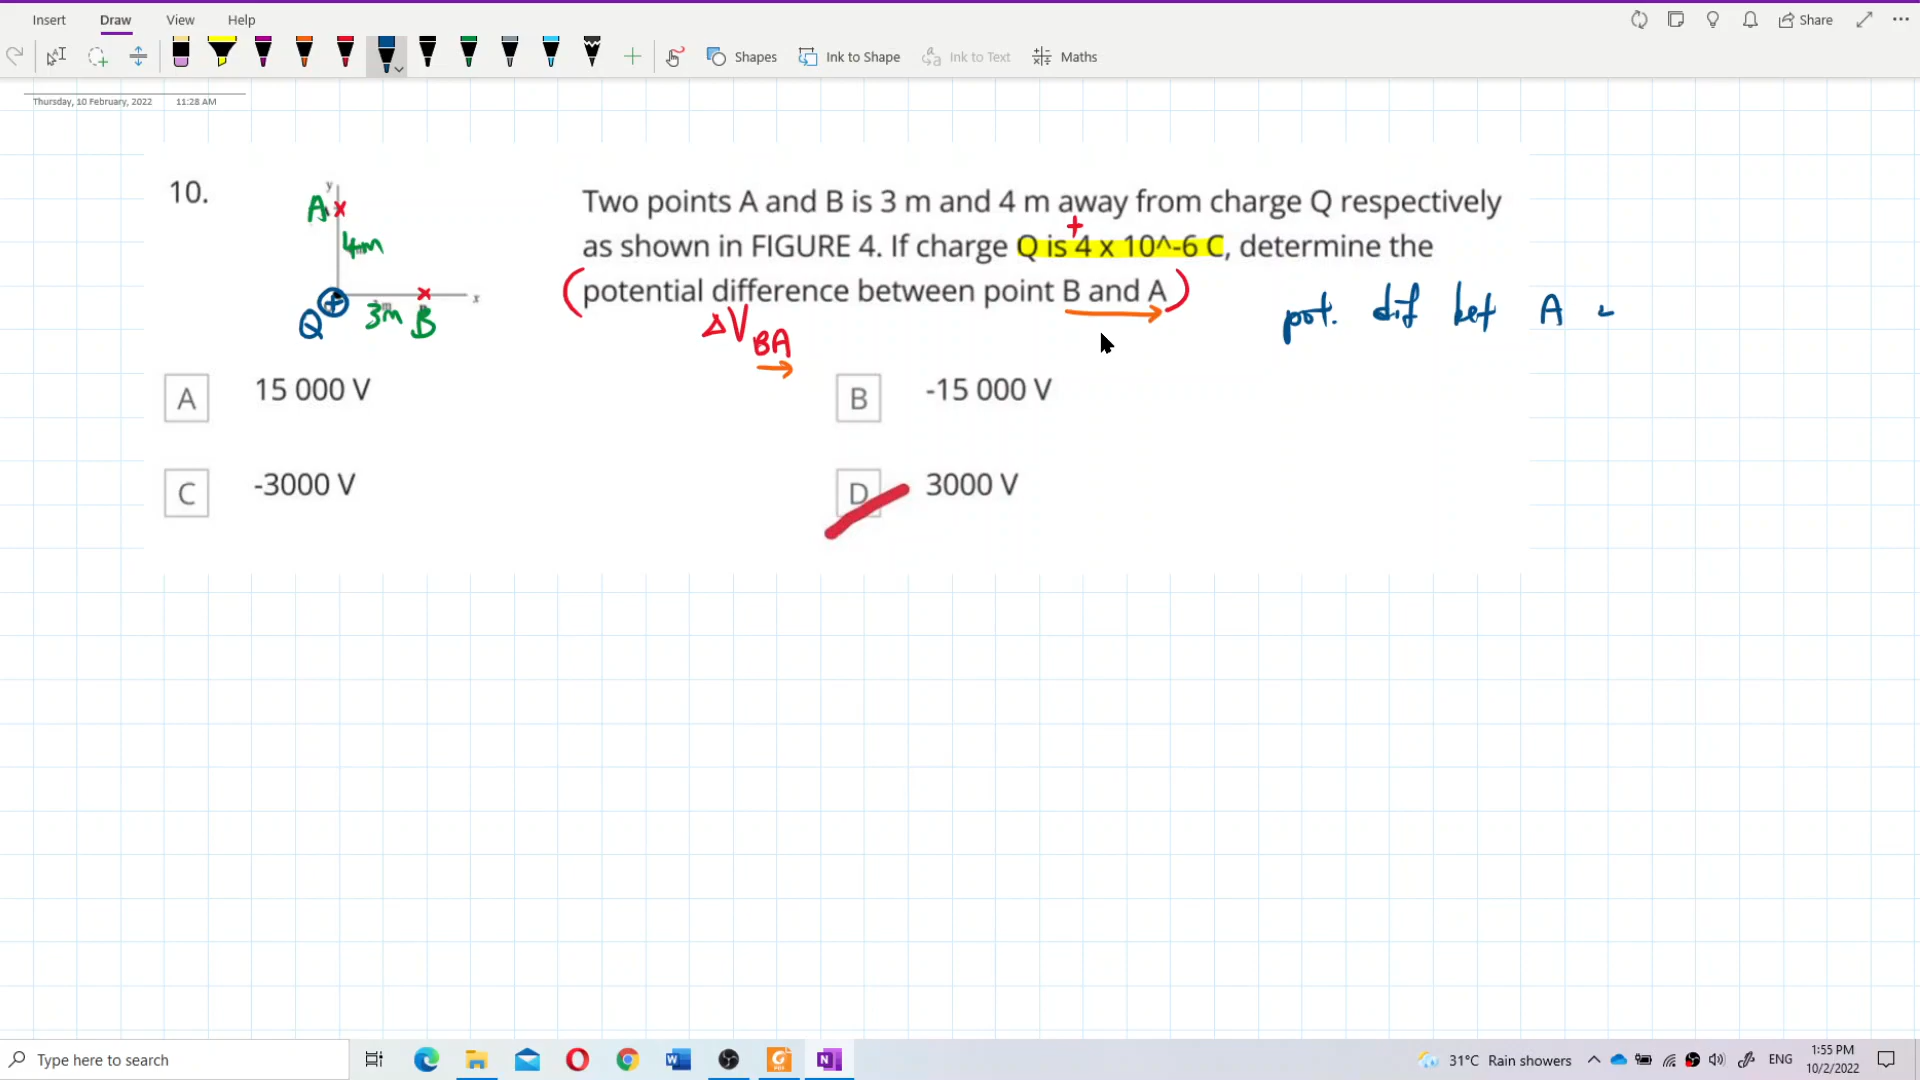 Insert Draw View Help Share
Shapes Ink to Shape Ink to Text Maths
Thursday, 10 February, 2022 11:28 AM
10.
y
A
4m
Q
3m B
x
Two points A and B is 3 m and 4 m away from charge Q respectively
+
as shown in FIGURE 4. If charge Q is 4 x 10^-6 C, determine the
(potential difference between point B and A)
ΔV BA
pot. dif bet A
A 15 000 V
B -15 000 V
C -3000 V
D 3000 V
Type here to search
31°C Rain showers ENG 1:55 PM
10/2/2022